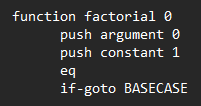 function factorial 0
push argument 0
push constant 1
eq
if-goto BASECASE